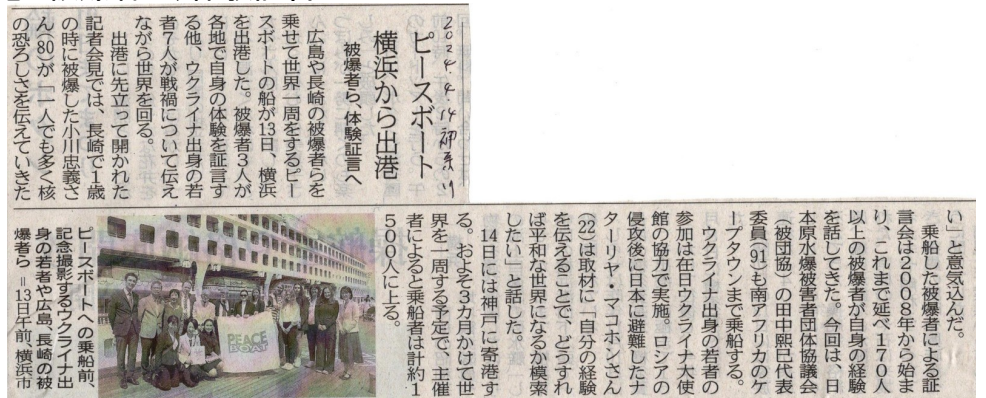 2024.4.14
ピースボート
横浜から出港
被爆者ら、体験証言へ
広島や長崎の被爆者らを
乗せて世界一周をするピー
スボートの船が13日、横浜
を出港した。被爆者3人が
各地で自身の体験を証言す
る他、ウクライナ出身の若
者7人が戦禍について伝え
ながら世界を回る。
出港に先立って開かれた
記者会見では、長崎で1歳
の時に被爆した小川忠義さ
ん(80)が「一人でも多く核
の恐ろしさを伝えていきた
い」と意気込んだ。
乗船した被爆者による証
言会は2008年から始ま
り、これまで延べ170人
以上の被爆者が自身の経験
を話してきた。今回は、日
本原水爆被害者団体協議会
(被団協)の田中熙巳代表
委員(91)も南アフリカのケ
ープタウンまで乗船する。
ウクライナ出身の若者の
参加は在日ウクライナ大使
館の協力で実施。ロシアの
侵攻後に日本に避難したナ
ターリヤ・マコホンさん
(22)は取材に「自分の経験
を伝えることで、どうすれ
ば平和な世界になるか模索
したい」と話した。
14日には神戸に寄港す
る。およそ3カ月かけて世
界を一周する予定で、主催
者によると乗船者は計約1
500人に上る。
PEACE
BOAT
ピースボートへの乗船前、
記念撮影するウクライナ出
身の若者や広島、長崎の被
爆者ら＝13日午前、横浜市